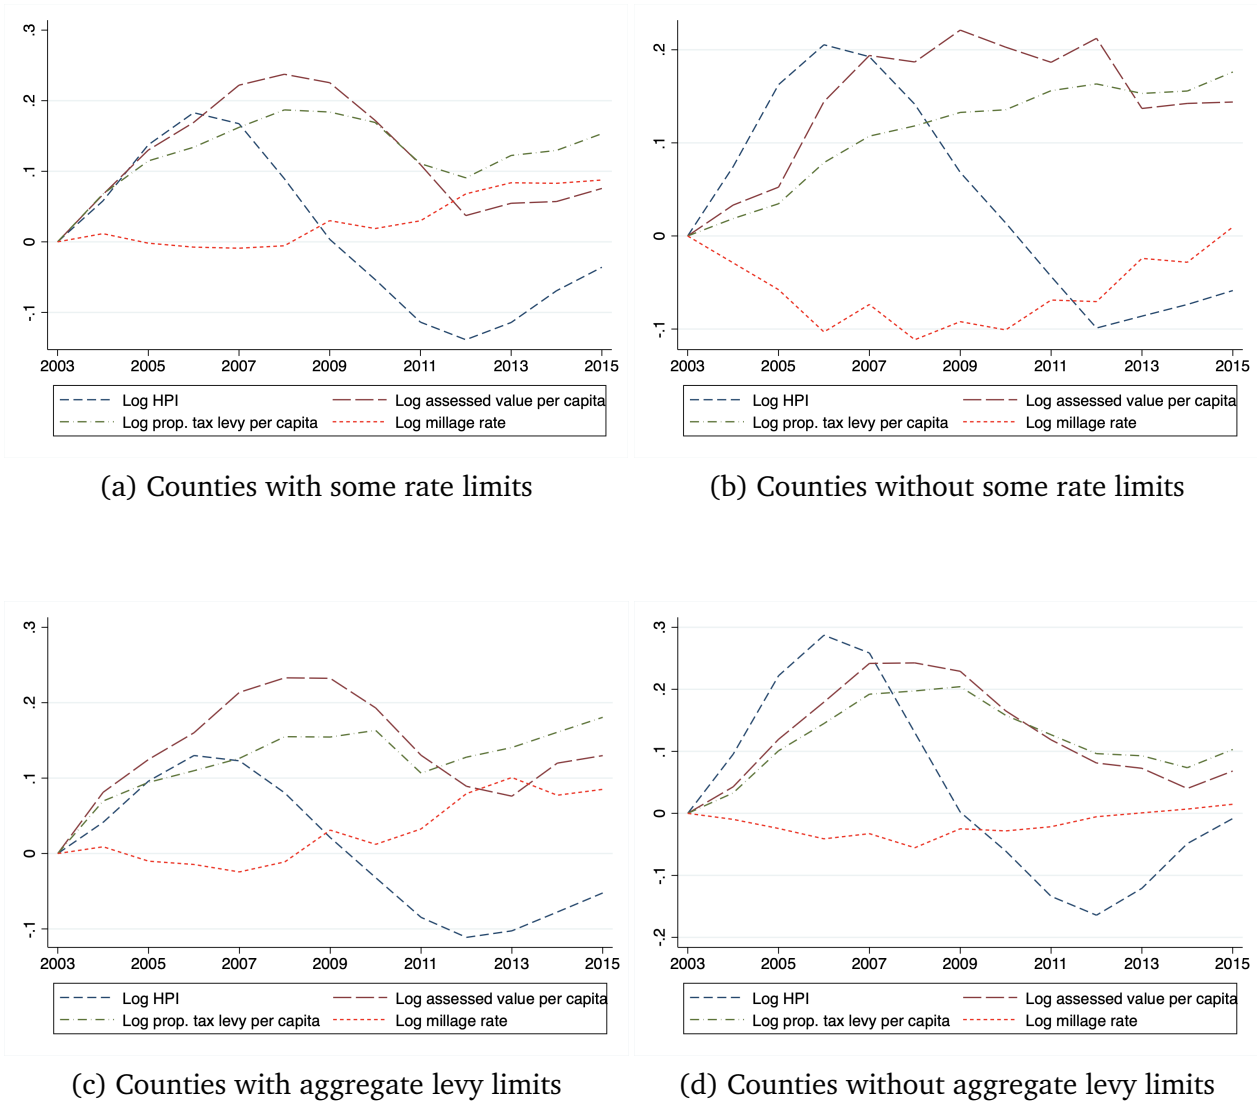 .3
.2
.1
0
-.1
2003 2005 2007 2009 2011 2013 2015
Log HPI Log assessed value per capita
Log prop. tax levy per capita Log millage rate
(a) Counties with some rate limits
.2
.1
0
-.1
2003 2005 2007 2009 2011 2013 2015
Log HPI Log assessed value per capita
Log prop. tax levy per capita Log millage rate
(b) Counties without some rate limits
.3
.2
.1
0
-.1
2003 2005 2007 2009 2011 2013 2015
Log HPI Log assessed value per capita
Log prop. tax levy per capita Log millage rate
(c) Counties with aggregate levy limits
.3
.2
.1
0
-.1
-.2
2003 2005 2007 2009 2011 2013 2015
Log HPI Log assessed value per capita
Log prop. tax levy per capita Log millage rate
(d) Counties without aggregate levy limits